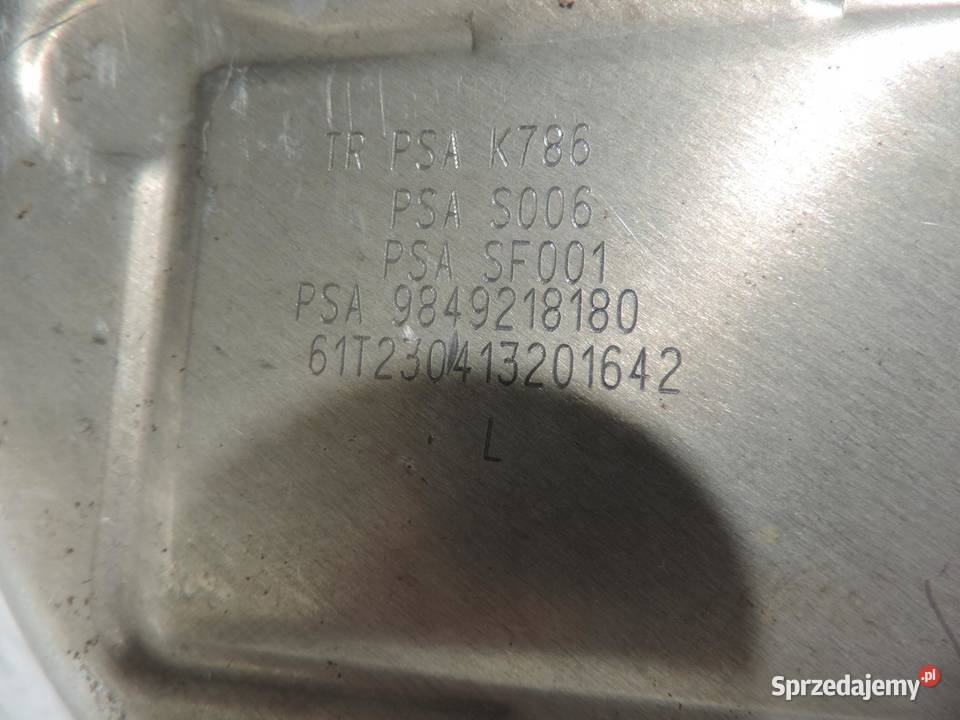 TR PSA K786
PSA S006
PSA SF001
PSA 9849218180
61T230413201642
L
Sprzedajemy.pl